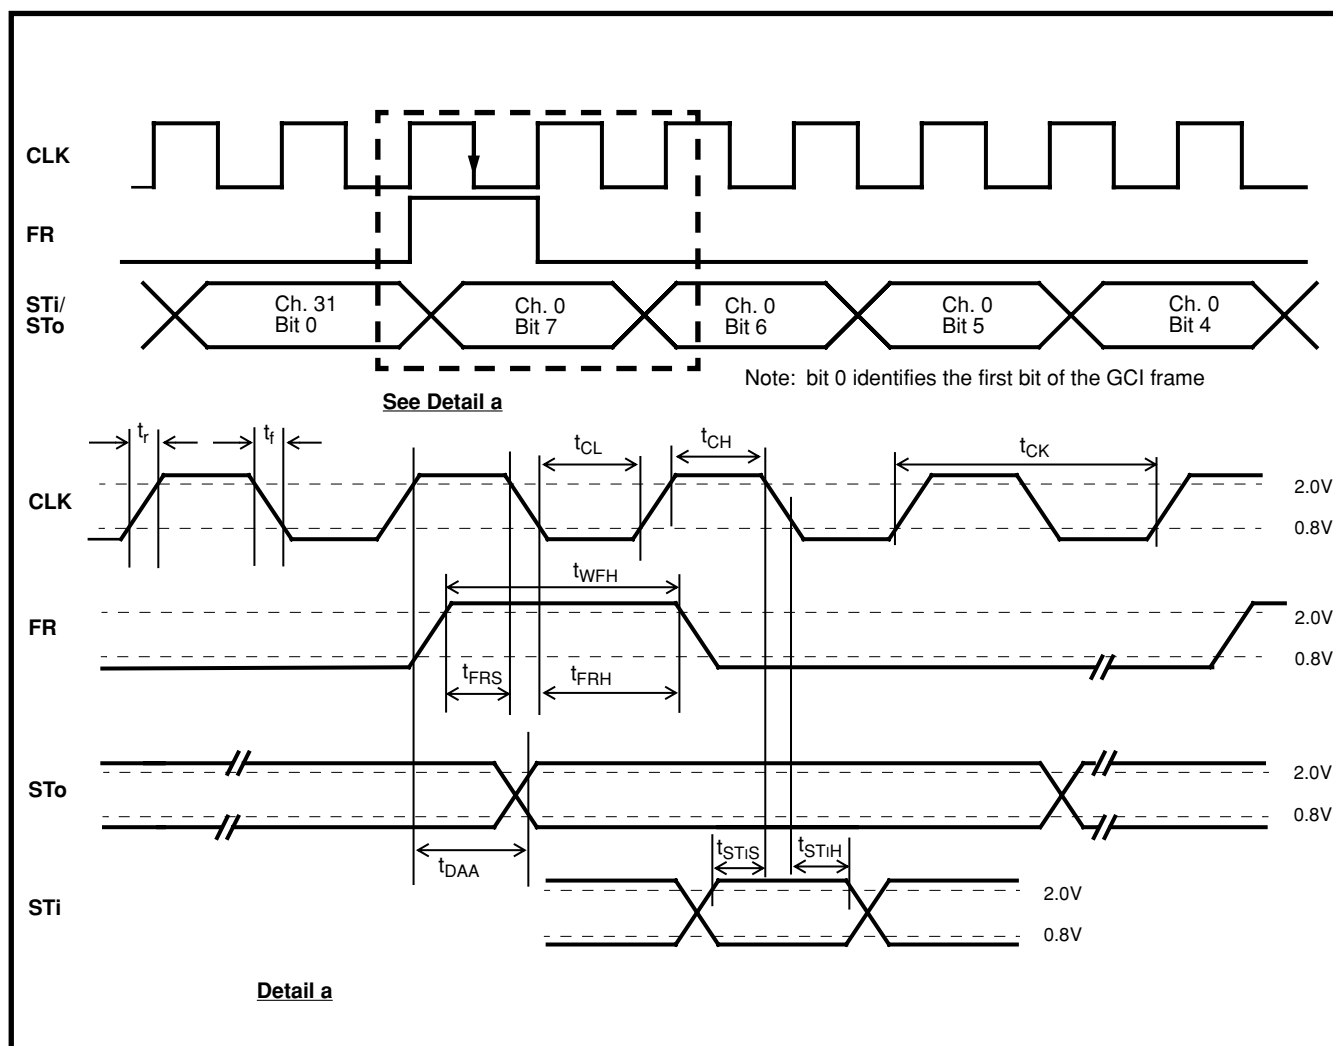 CLK
FR
STi/
STo
Ch. 31
Bit 0
Ch. 0
Bit 7
Ch. 0
Bit 6
Ch. 0
Bit 5
Ch. 0
Bit 4
Note: bit 0 identifies the first bit of the GCI frame
See Detail a
tr
tf
tCL
tCH
tCK
CLK
2.0V
0.8V
tWFH
FR
2.0V
0.8V
tFRS
tFRH
STo
2.0V
0.8V
tDAA
tSTiS
tSTiH
STi
2.0V
0.8V
Detail a